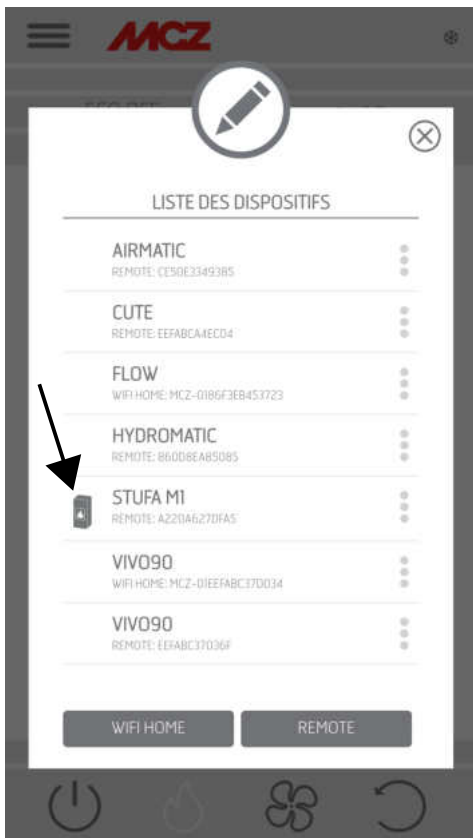 MCZ
LISTE DES DISPOSITIFS
AIRMATIC
REMOTE: CE50E3349385
CUTE
REMOTE: EEFABCA4EC04
FLOW
WIFI HOME: MCZ-0186F3EB453723
HYDROMATIC
REMOTE: 860D8EA85085
STUFA M1
REMOTE: A220A627DFA5
VIVO90
WIFI HOME: MCZ-01EEFABC37D034
VIVO90
REMOTE: EEFABC37036F
WIFI HOME
REMOTE